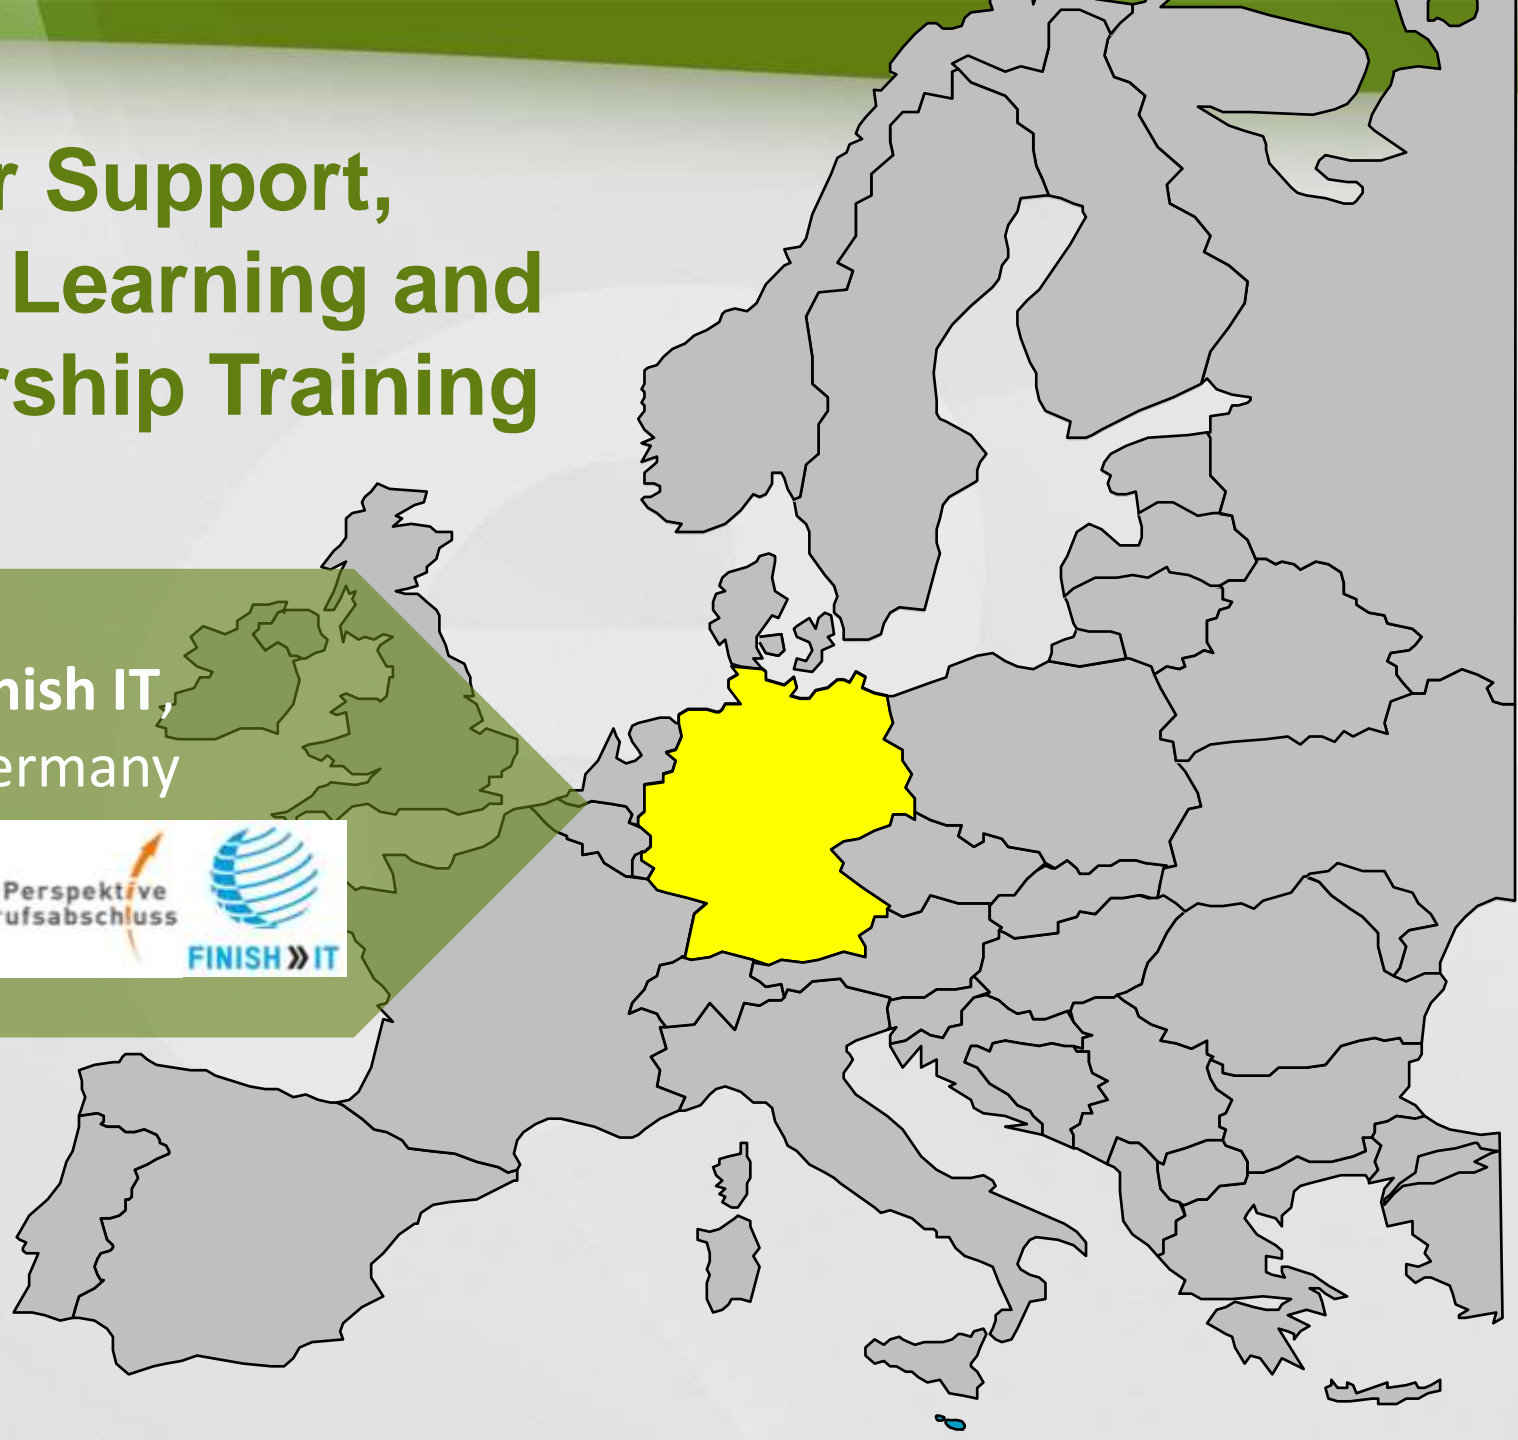 r Support,
Learning and
rship Training
nish IT,
ermany
Perspektive
rufsabschluss
FINISH » IT